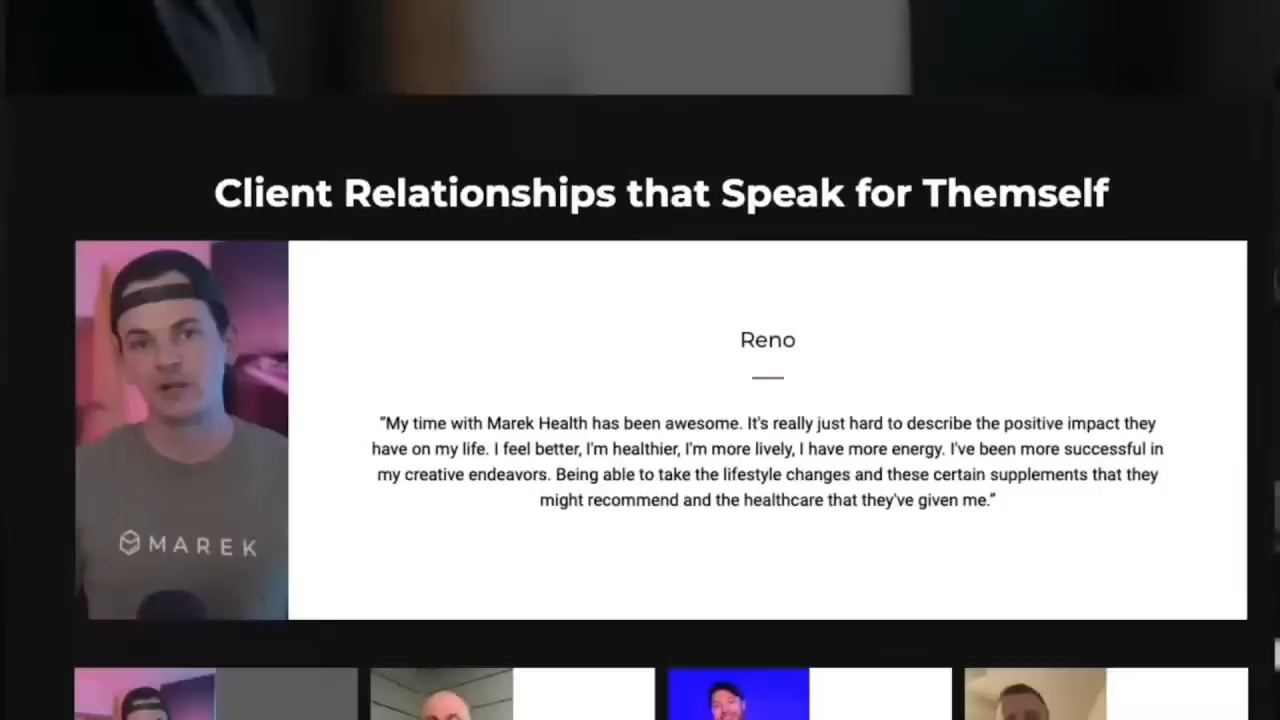 Client Relationships that Speak for Themself
Reno
"My time with Marek Health has been awesome. It's really just hard to describe the positive impact they
have on my life. I feel better, I'm healthier, I'm more lively, I have more energy. I've been more successful in
my creative endeavors. Being able to take the lifestyle changes and these certain supplements that they
might recommend and the healthcare that they've given me."
MAREK